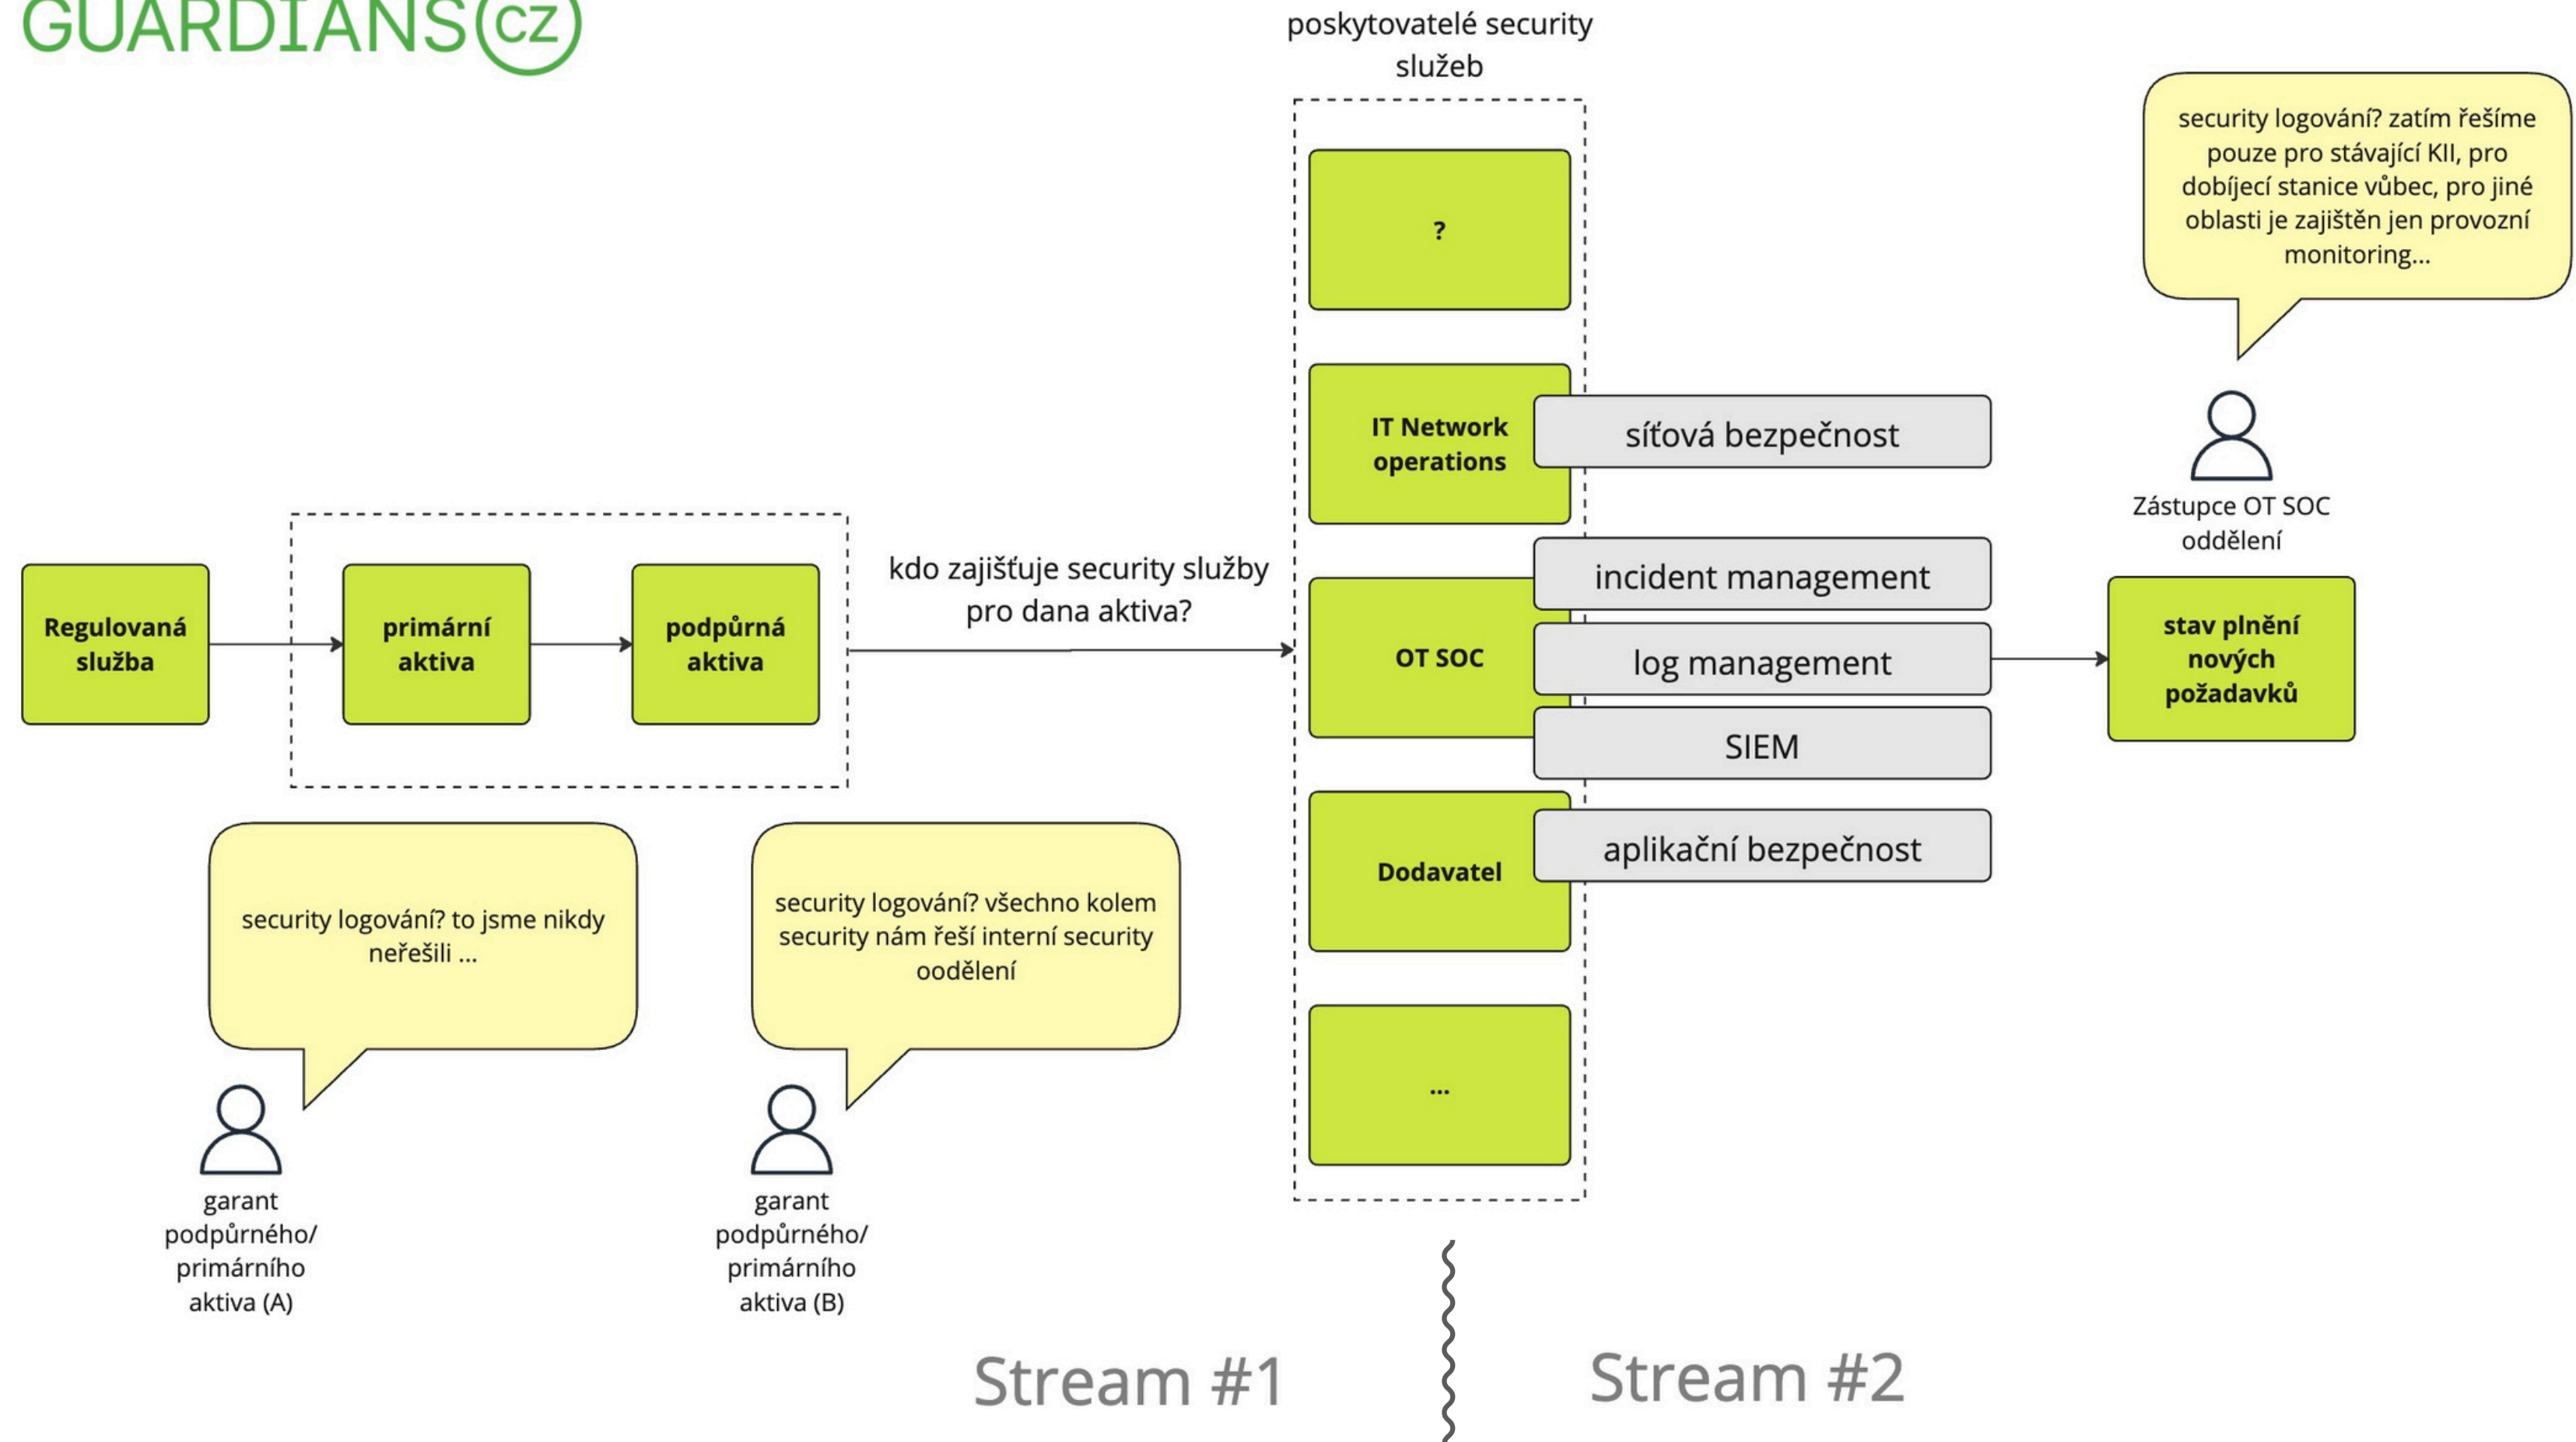 GUARDIANS CZ
poskytovatelé security
služeb
security logování? zatím řešíme
pouze pro stávající KII, pro
dobíjecí stanice vůbec, pro jiné
oblasti je zajištěn jen provozní
monitoring...
?
IT Network
operations
síťová bezpečnost
Zástupce OT SOC
oddělení
Regulovaná
služba
primární
aktiva
podpůrná
aktiva
kdo zajišťuje security služby
pro dana aktiva?
OT SOC
incident management
log management
SIEM
stav plnění
nových
požadavků
Dodavatel
aplikační bezpečnost
...
security logování? to jsme nikdy
neřešili ...
security logování? všechno kolem
security nám řeší interní security
oodělení
garant
podpůrného/
primárního
aktiva (A)
garant
podpůrného/
primárního
aktiva (B)
Stream #1
Stream #2